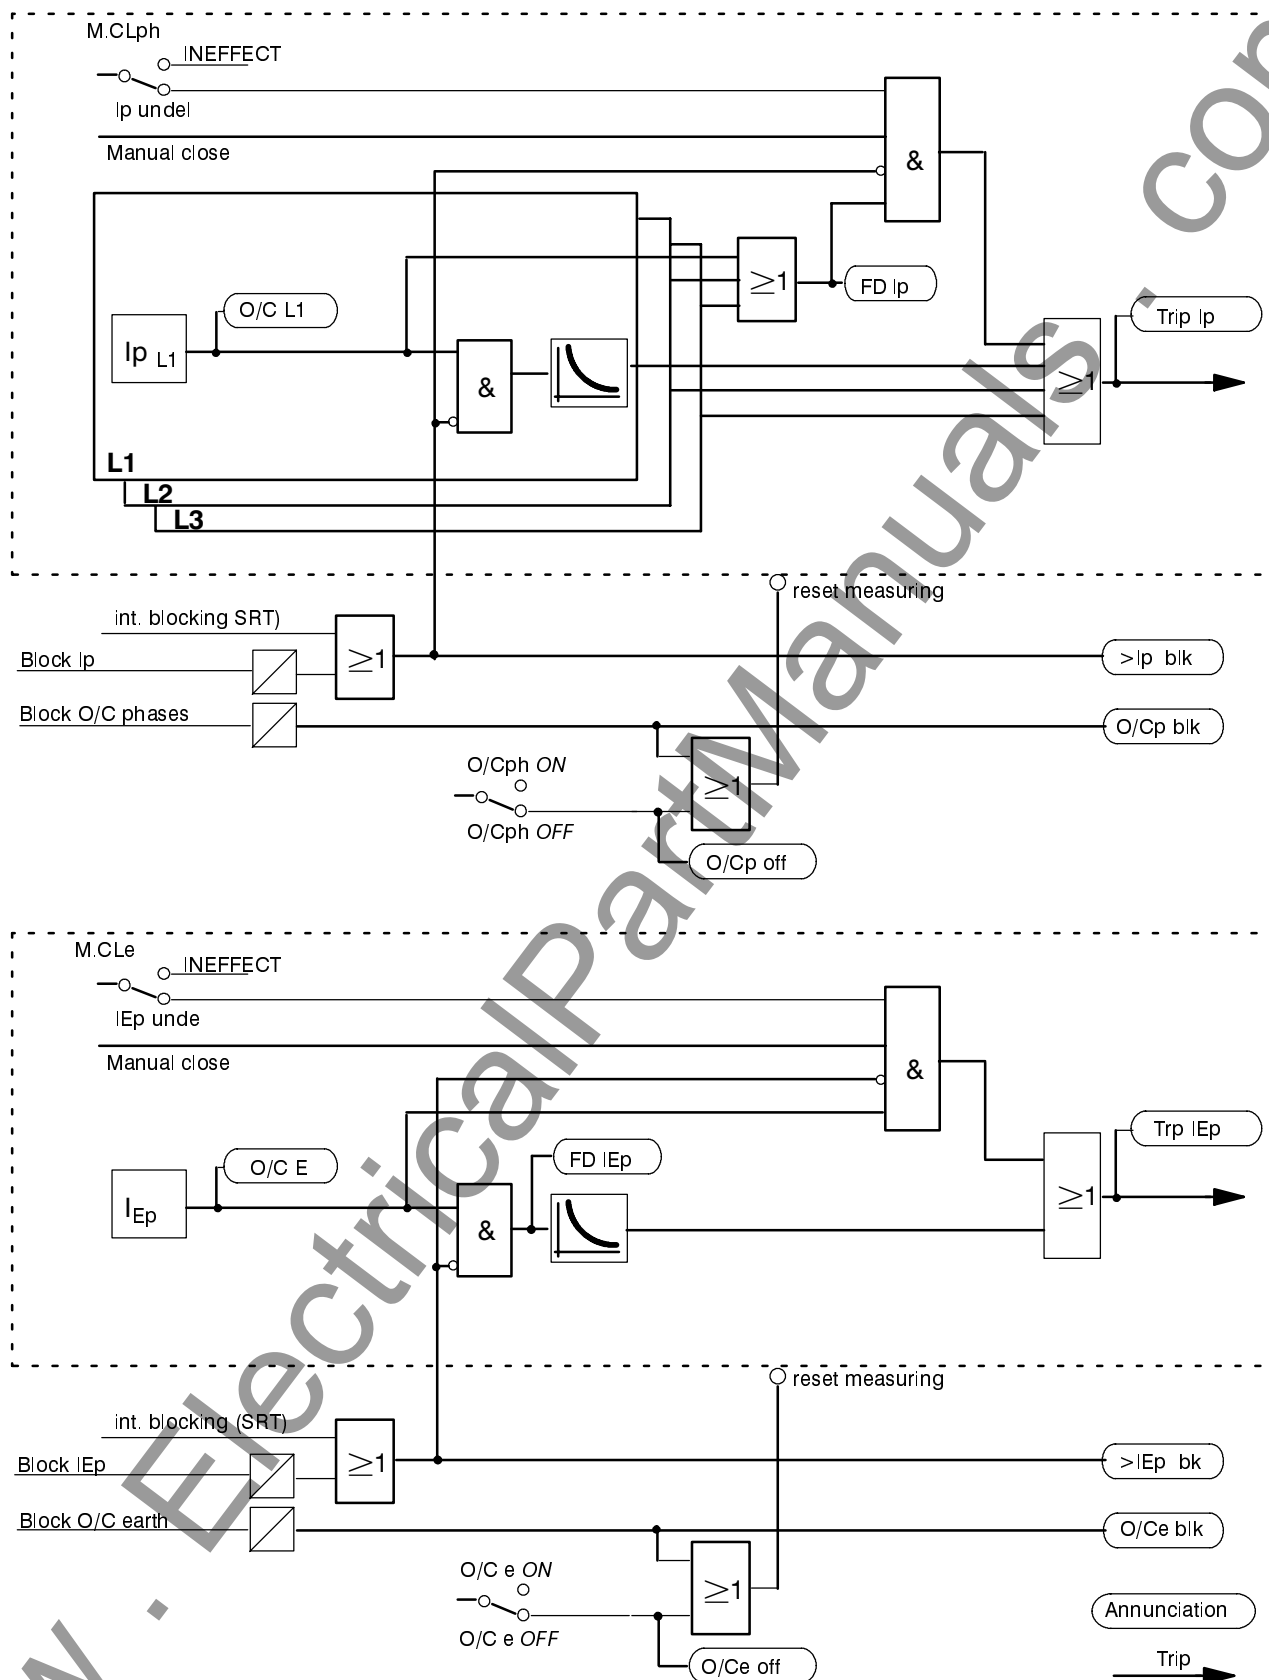 M.CLph
INEFFECT
Ip undel
Manual close
&
≥1
FD Ip
O/C L1
Ip L1
&
Trip Ip
≥1
L1
L2
L3
reset measuring
int. blocking SRT)
Block Ip
≥1
>Ip blk
Block O/C phases
O/Cp blk
O/Cph ON
≥1
O/Cph OFF
O/Cp off
M.CLe
INEFFECT
IEp unde
Manual close
&
Trp IEp
O/C E
FD IEp
IEp
&
≥1
reset measuring
int. blocking (SRT)
Block IEp
≥1
>IEp bk
Block O/C earth
O/Ce blk
O/C e ON
≥1
O/C e OFF
O/Ce off
Annunciation
Trip
w . ElectricalPartManuals . com